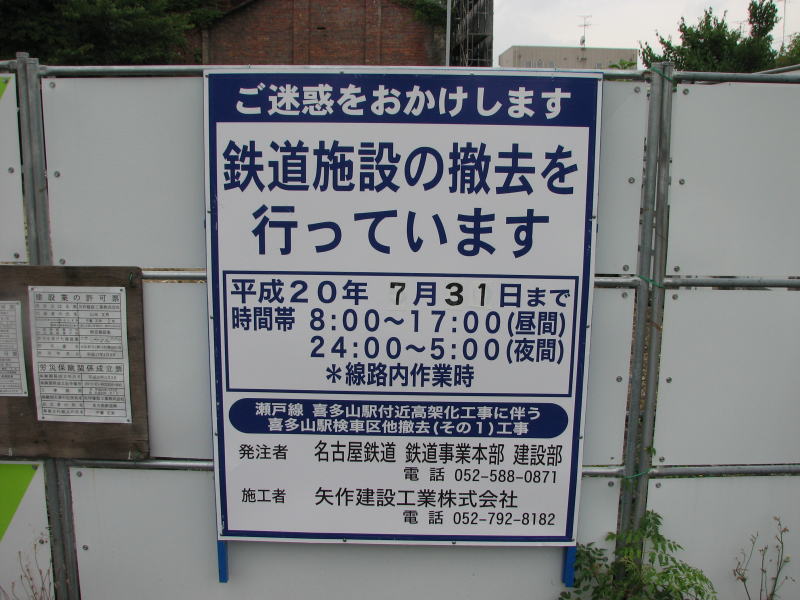 ご迷惑をおかけします
鉄道施設の撤去を
行っています
平成20年 7月31日まで
時間帯 8:00〜17:00(昼間)
24:00〜5:00(夜間)
＊線路内作業時
瀬戸線 喜多山駅付近高架化工事に伴う
喜多山駅検車区他撤去(その1)工事
発注者 名古屋鉄道 鉄道事業本部 建設部
電話 052-588-0871
施工者 矢作建設工業株式会社
電話 052-792-8182
建設業の許可票
労災保険関係成立票